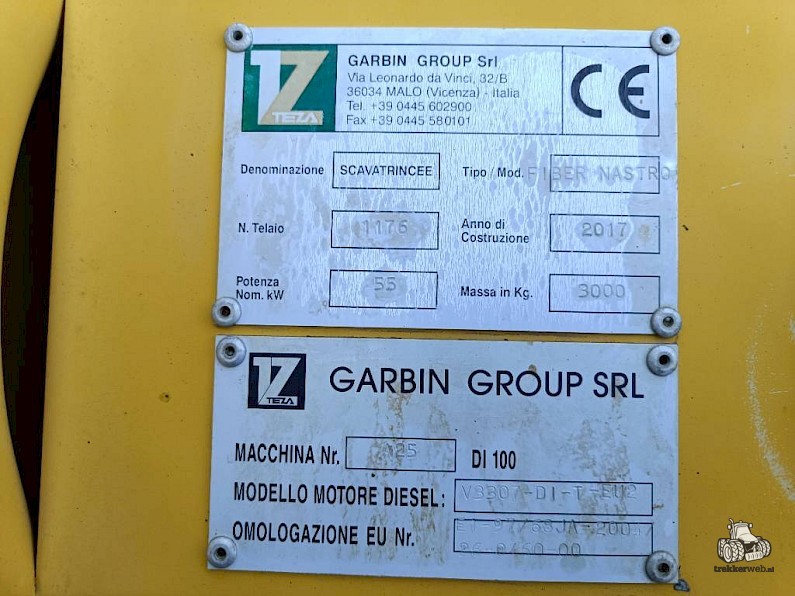 1Z
TEZA
GARBIN GROUP Srl
Via Leonardo da Vinci, 32/B
36034 MALO (Vicenza) - Italia
Tel. +39 0445 602900
Fax +39 0445 580101
CE
Denominazione SCAVATRINCEE Tipo / Mod. FIBER NASTRO
N. Telaio 1176 Anno di Costruzione 2017
Potenza Nom. kW 55 Massa in Kg. 3000
1Z
TEZA
GARBIN GROUP SRL
MACCHINA Nr. DI 100
MODELLO MOTORE DIESEL: V3307-DI-T-EU2
OMOLOGAZIONE EU Nr.
trekkerweb.nl